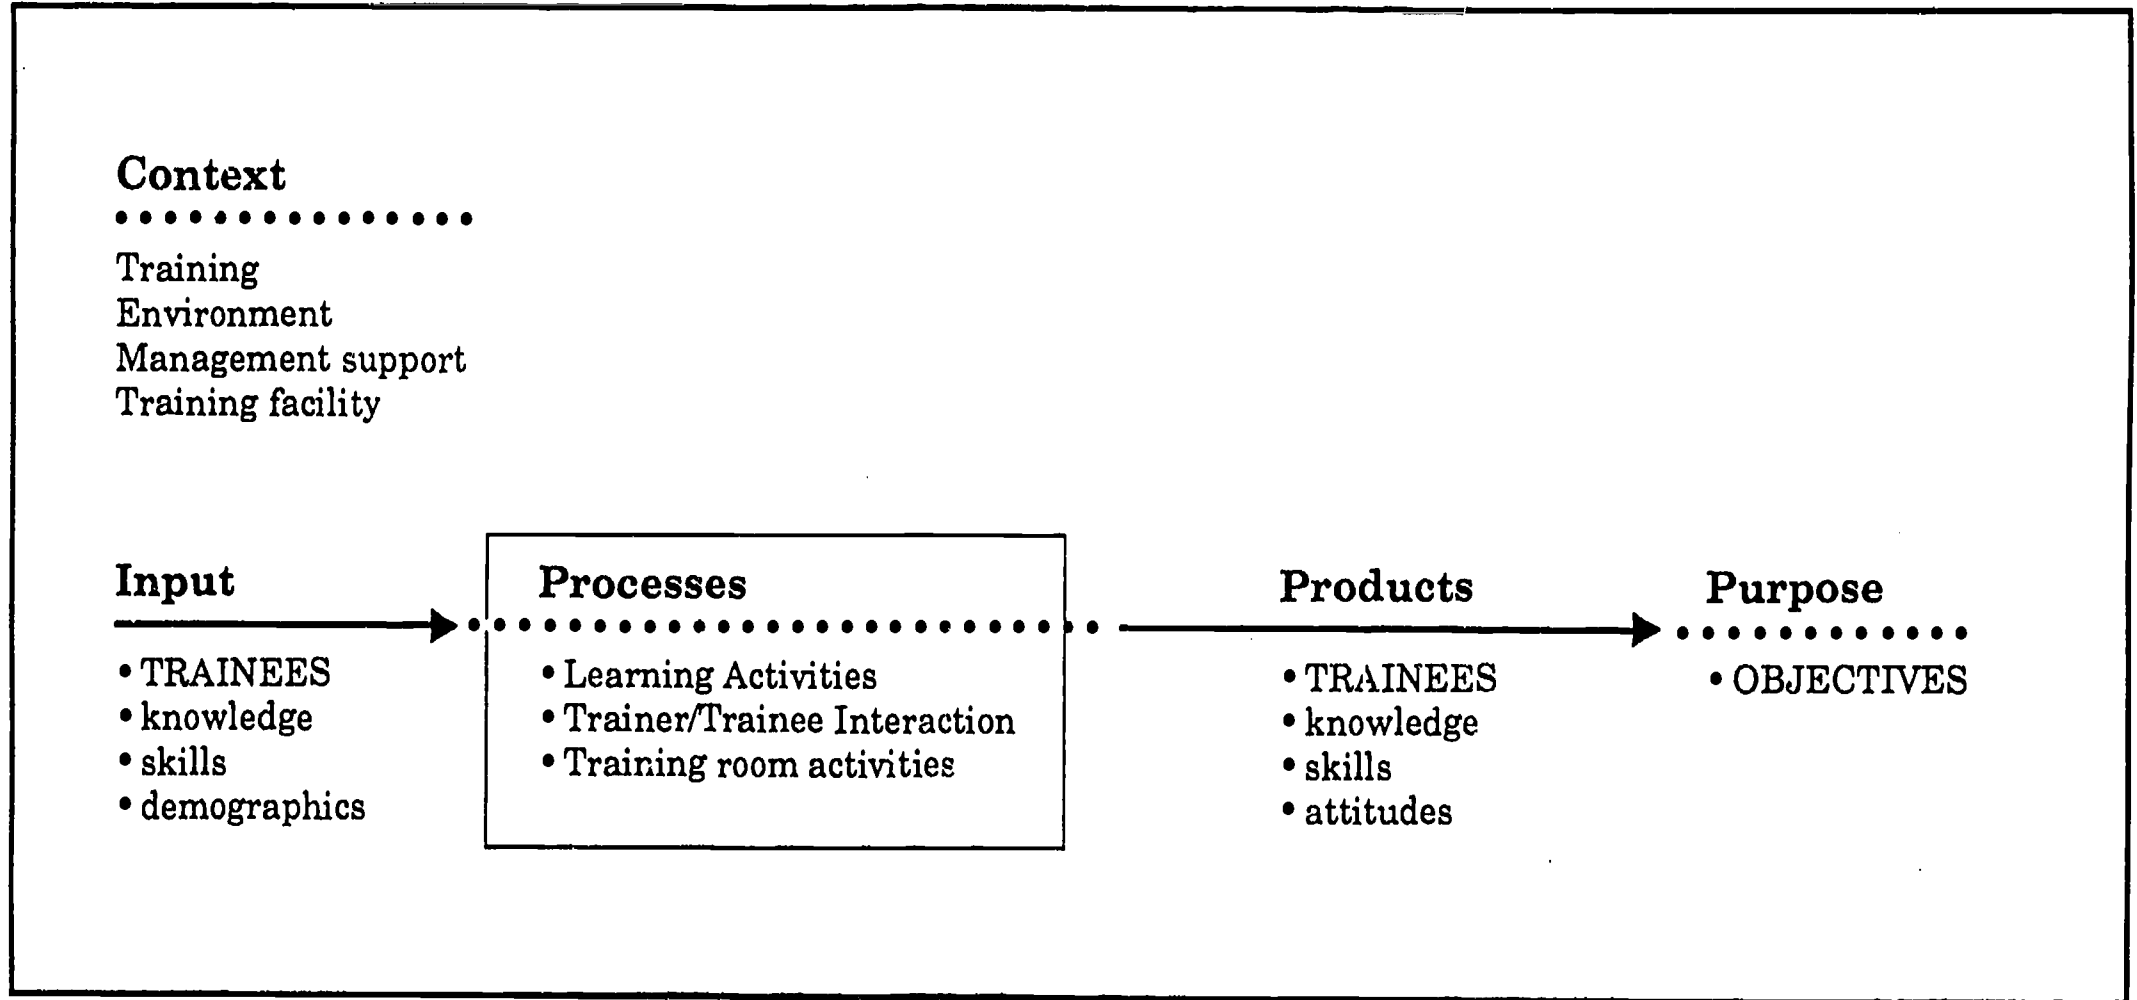 Context
Training
Environment
Management support
Training facility
Input
• TRAINEES
• knowledge
• skills
• demographics
Processes
• Learning Activities
• Trainer/Trainee Interaction
• Training room activities
Products
• TRAINEES
• knowledge
• skills
• attitudes
Purpose
• OBJECTIVES